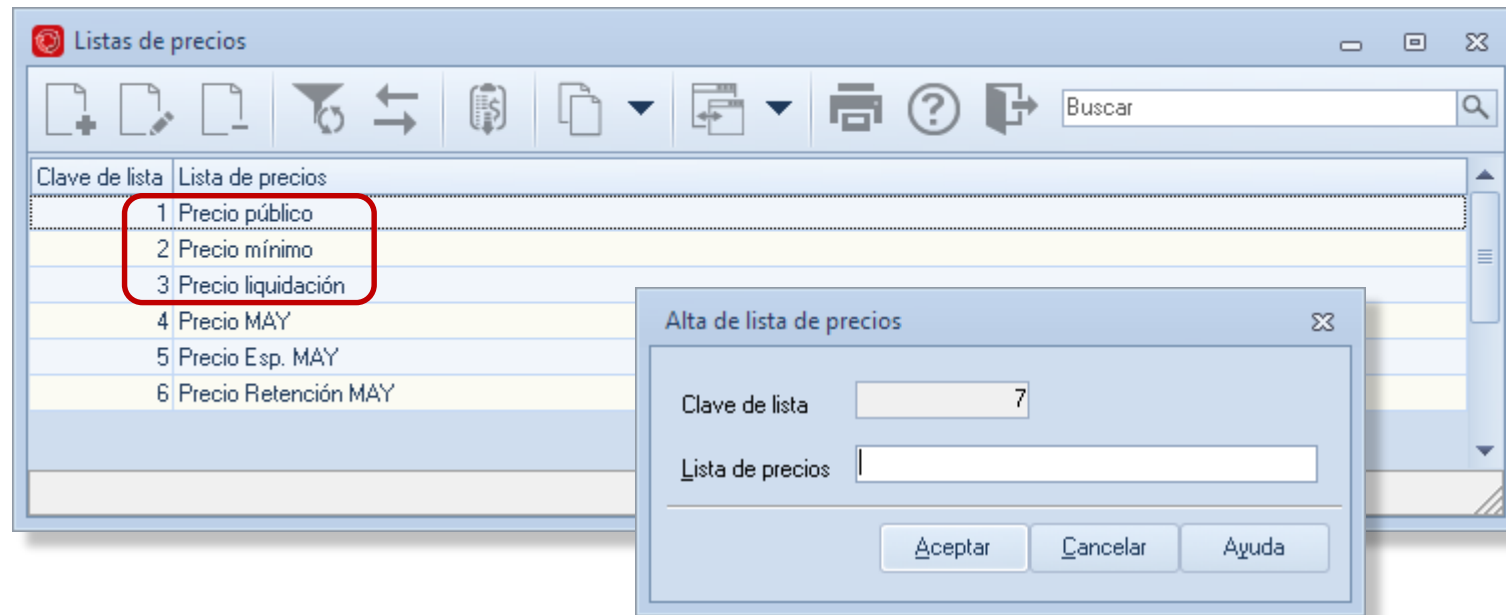 Listas de precios
Buscar
Clave de lista Lista de precios
1 Precio público
2 Precio mínimo
3 Precio liquidación
4 Precio MAY
5 Precio Esp. MAY
6 Precio Retención MAY
Alta de lista de precios
Clave de lista 7
Lista de precios
Aceptar Cancelar Ayuda